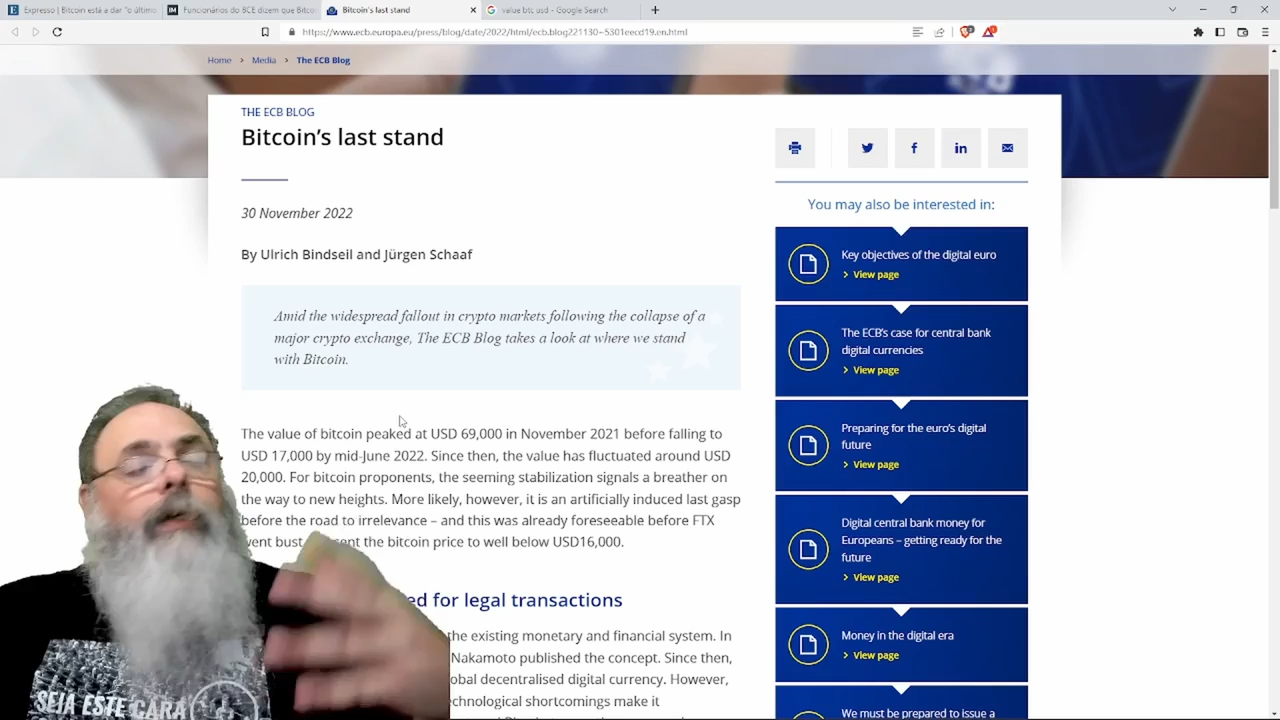 Expresso | Bitcoin está a dar "o último
Funcionários do BCE dizem que Bitco
Bitcoin's last stand
value btc usd - Google Search
https://www.ecb.europa.eu/press/blog/date/2022/html/ecb.blog221130~5301eecd19.en.html
Home > Media > The ECB Blog
THE ECB BLOG
Bitcoin's last stand
30 November 2022
By Ulrich Bindseil and Jürgen Schaaf
Amid the widespread fallout in crypto markets following the collapse of a
major crypto exchange, The ECB Blog takes a look at where we stand
with Bitcoin.
The value of bitcoin peaked at USD 69,000 in November 2021 before falling to
USD 17,000 by mid-June 2022. Since then, the value has fluctuated around USD
20,000. For bitcoin proponents, the seeming stabilization signals a breather on
the way to new heights. More likely, however, it is an artificially induced last gasp
before the road to irrelevance – and this was already foreseeable before FTX
went bust the bitcoin price to well below USD16,000.
for legal transactions
the existing monetary and financial system. In
Nakamoto published the concept. Since then,
decentralised digital currency. However,
shortcomings make it
You may also be interested in:
Key objectives of the digital euro
> View page
The ECB's case for central bank
digital currencies
> View page
Preparing for the euro's digital
future
> View page
Digital central bank money for
Europeans – getting ready for the
future
> View page
Money in the digital era
> View page
We must be prepared to issue a
SEJA ESTE CARA